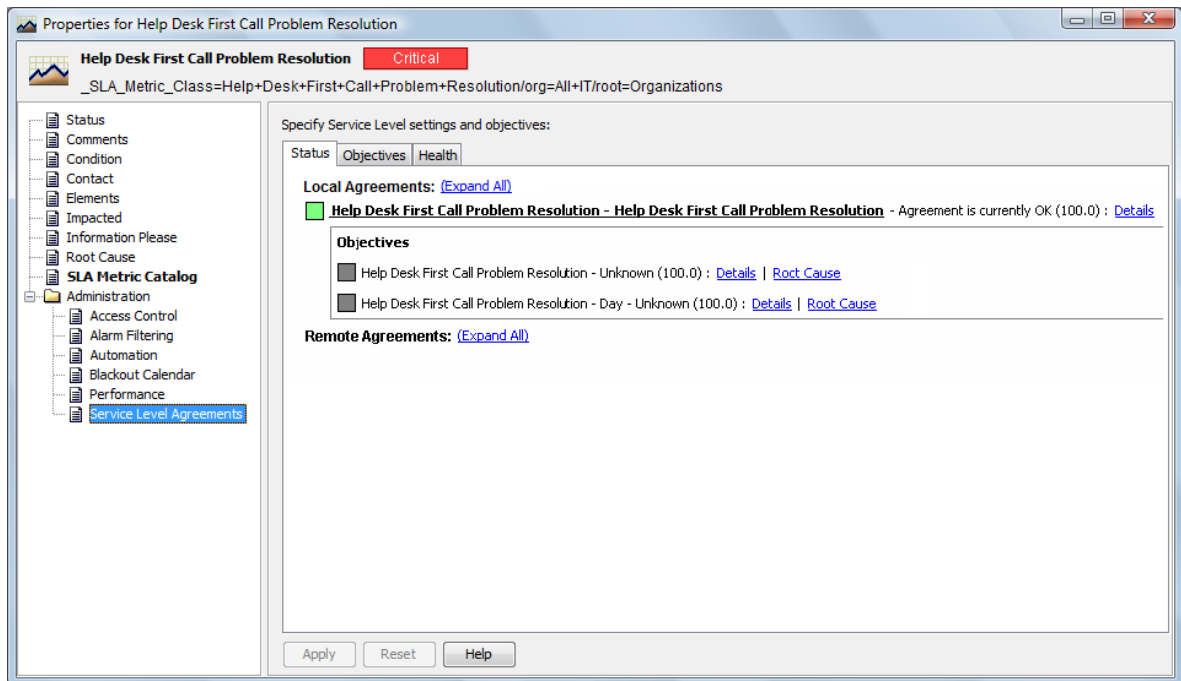 Properties for Help Desk First Call Problem Resolution
Help Desk First Call Problem Resolution Critical
_SLA_Metric_Class=Help+Desk+First+Call+Problem+Resolution/org=All+IT/root=Organizations
Status
Comments
Condition
Contact
Elements
Impacted
Information Please
Root Cause
SLA Metric Catalog
Administration
Access Control
Alarm Filtering
Automation
Blackout Calendar
Performance
Service Level Agreements
Specify Service Level settings and objectives:
Status Objectives Health
Local Agreements: (Expand All)
Help Desk First Call Problem Resolution - Help Desk First Call Problem Resolution - Agreement is currently OK (100.0) : Details
Objectives
Help Desk First Call Problem Resolution - Unknown (100.0) : Details | Root Cause
Help Desk First Call Problem Resolution - Day - Unknown (100.0) : Details | Root Cause
Remote Agreements: (Expand All)
Apply Reset Help